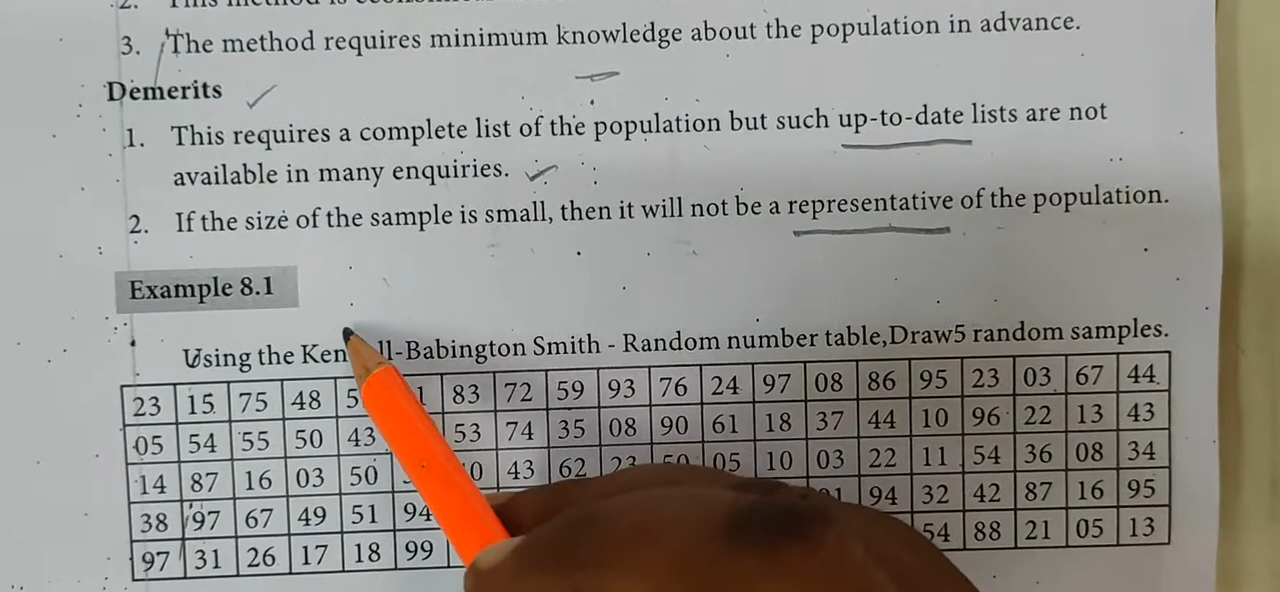 3. The method requires minimum knowledge about the population in advance.
Demerits
1. This requires a complete list of the population but such up-to-date lists are not
available in many enquiries.
2. If the size of the sample is small, then it will not be a representative of the population.
Example 8.1
Using the Ken ll-Babington Smith - Random number table,Draw5 random samples.
23 15 75 48 83 72 59 93 76 24 97 08 86 95 23 03 67 44
05 54 55 50 43 53 74 35 08 90 61 18 37 44 10 96 22 13 43
14 87 16 03 50 43 62 23 50 05 10 03 22 11 54 36 08 34
38 97 67 49 51 94 94 32 42 87 16 95
97 31 26 17 18 99 54 88 21 05 13